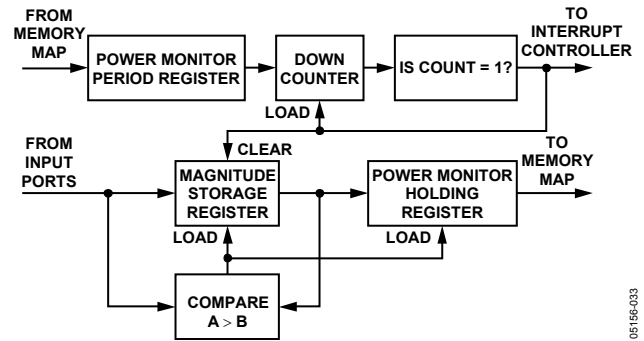 FROM
MEMORY
MAP
POWER MONITOR
PERIOD REGISTER
DOWN
COUNTER
IS COUNT = 1?
TO
INTERRUPT
CONTROLLER
LOAD
CLEAR
FROM
INPUT
PORTS
MAGNITUDE
STORAGE
REGISTER
POWER MONITOR
HOLDING
REGISTER
TO
MEMORY
MAP
LOAD
LOAD
COMPARE
A > B
05156-033